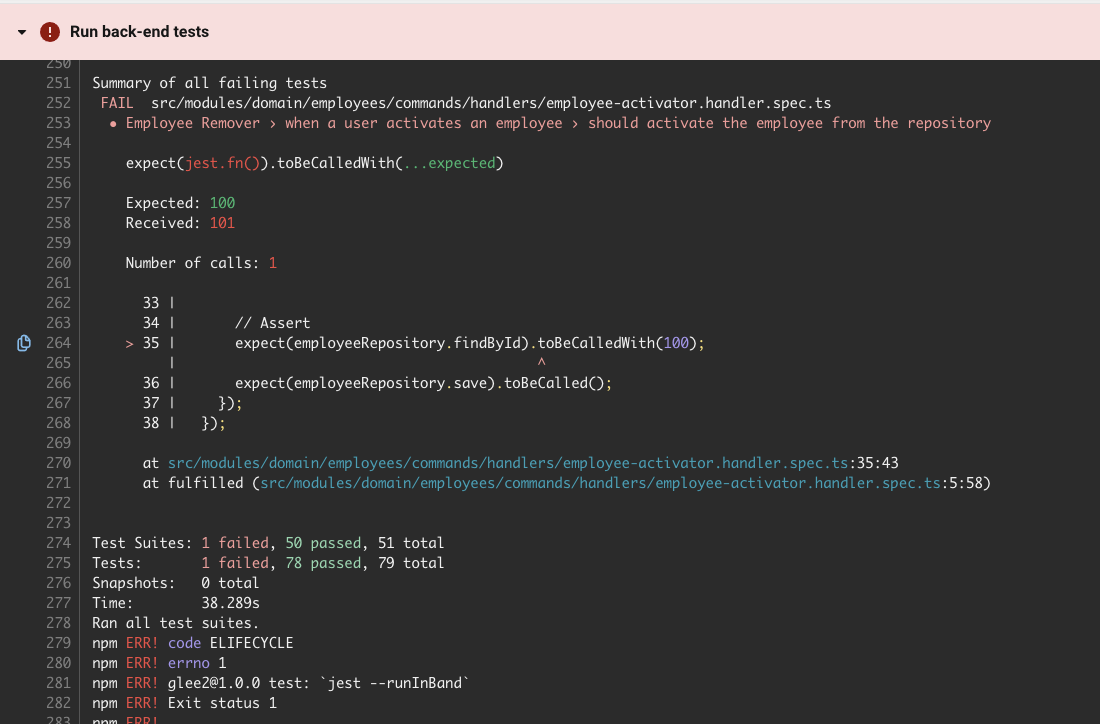 Run back-end tests
250
251 Summary of all failing tests
252 FAIL src/modules/domain/employees/commands/handlers/employee-activator.handler.spec.ts
253 ● Employee Remover › when a user activates an employee › should activate the employee from the repository
254
255 expect(jest.fn()).toBeCalledWith(...expected)
256
257 Expected: 100
258 Received: 101
259
260 Number of calls: 1
261
262 33 |
263 34 | // Assert
264 > 35 | expect(employeeRepository.findById).toBeCalledWith(100);
265 | ^
266 36 | expect(employeeRepository.save).toBeCalled();
267 37 | });
268 38 | });
269
270 at src/modules/domain/employees/commands/handlers/employee-activator.handler.spec.ts:35:43
271 at fulfilled (src/modules/domain/employees/commands/handlers/employee-activator.handler.spec.ts:5:58)
272
273
274 Test Suites: 1 failed, 50 passed, 51 total
275 Tests: 1 failed, 78 passed, 79 total
276 Snapshots: 0 total
277 Time: 38.289s
278 Ran all test suites.
279 npm ERR! code ELIFECYCLE
280 npm ERR! errno 1
281 npm ERR! glee2@1.0.0 test: `jest --runInBand`
282 npm ERR! Exit status 1
283 npm ERR!